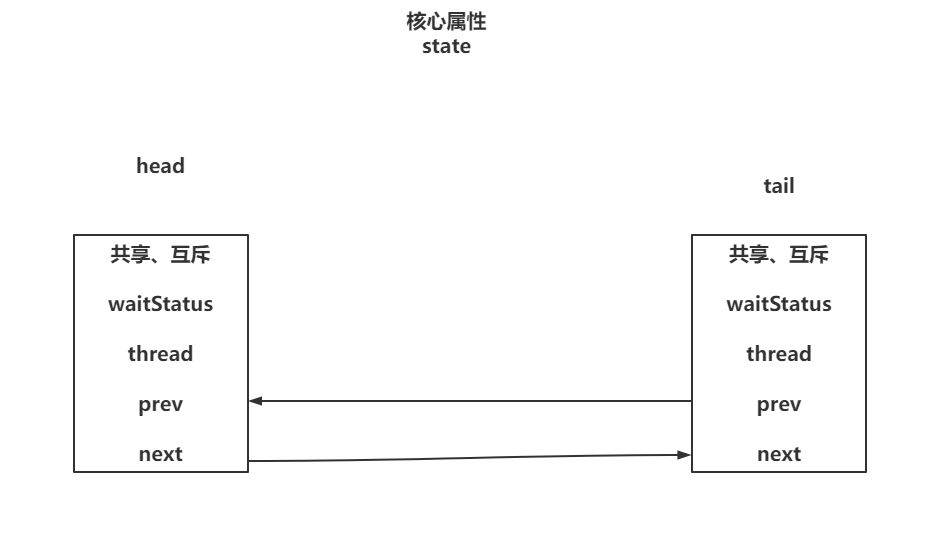 核心属性
state
head
tail
共享、互斥
waitStatus
thread
prev
next
共享、互斥
waitStatus
thread
prev
next